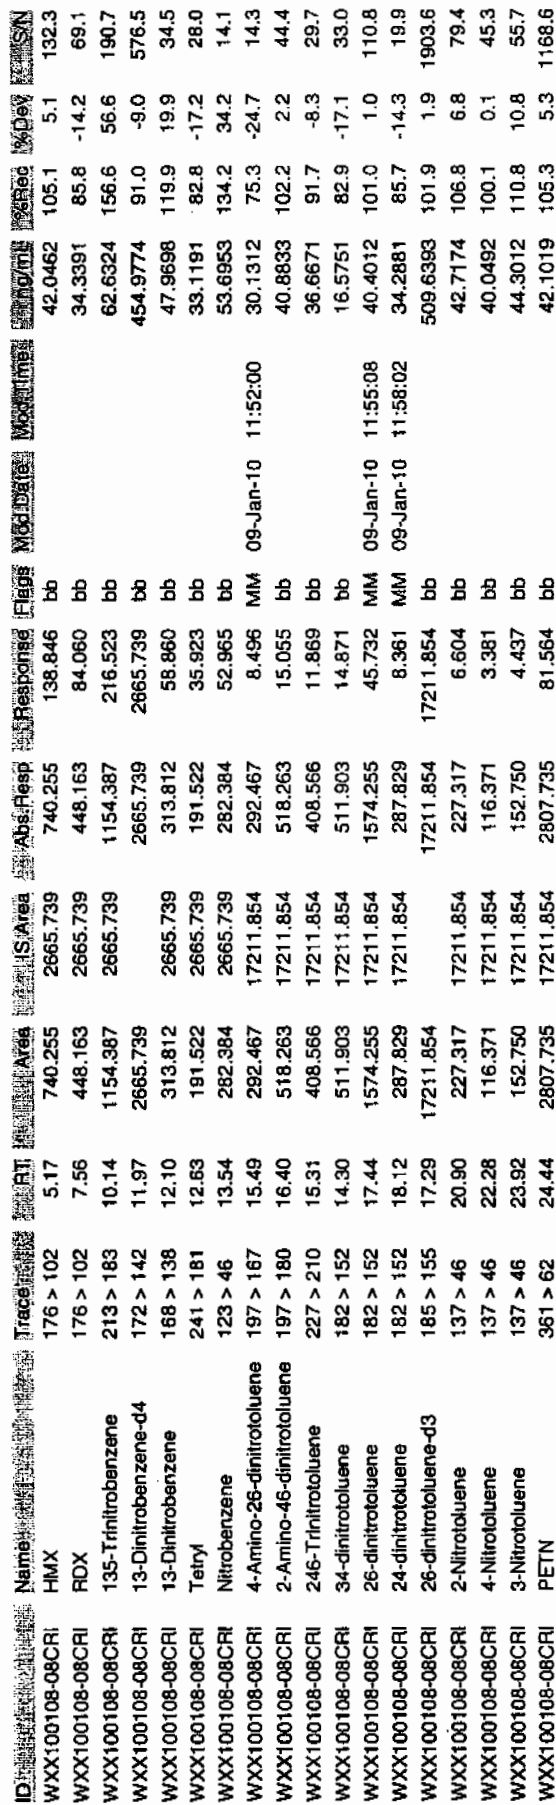 ID Name Trace RT Area IS Area Abs.Resp Response Flags Mod.Date Mod.Time ng/mL %Rec %Dev S/N
WXX100108-08CRI HMX 176 > 102 5.17 740.255 2665.739 740.255 138.846 bb 42.0462 105.1 5.1 132.3
WXX100108-08CRI RDX 176 > 102 7.56 448.163 2665.739 448.163 84.060 bb 34.3391 85.8 -14.2 69.1
WXX100108-08CRI 135-Trinitrobenzene 213 > 183 10.14 1154.387 2665.739 1154.387 216.523 bb 62.6324 156.6 56.6 190.7
WXX100108-08CRI 13-Dinitrobenzene-d4 172 > 142 11.97 2665.739 2665.739 2665.739 bb 454.9774 91.0 -9.0 576.5
WXX100108-08CRI 13-Dinitrobenzene 168 > 138 12.10 313.812 2665.739 313.812 58.860 bb 47.9698 119.9 19.9 34.5
WXX100108-08CRI Tetryl 241 > 181 12.63 191.522 2665.739 191.522 35.923 bb 33.1191 82.8 -17.2 28.0
WXX100108-08CRI Nitrobenzene 123 > 46 13.54 282.384 2665.739 282.384 52.965 bb 53.6953 134.2 34.2 14.1
WXX100108-08CRI 4-Amino-26-dinitrotoluene 197 > 167 15.49 292.467 17211.854 292.467 8.496 MM 09-Jan-10 11:52:00 30.1312 75.3 -24.7 14.3
WXX100108-08CRI 2-Amino-46-dinitrotoluene 197 > 180 16.40 518.263 17211.854 518.263 15.055 bb 40.8833 102.2 2.2 44.4
WXX100108-08CRI 246-Trinitrotoluene 227 > 210 15.31 408.566 17211.854 408.566 11.869 bb 36.6671 91.7 -8.3 29.7
WXX100108-08CRI 34-dinitrotoluene 182 > 152 14.30 511.903 17211.854 511.903 14.871 bb 16.5751 82.9 -17.1 33.0
WXX100108-08CRI 26-dinitrotoluene 182 > 152 17.44 1574.255 17211.854 1574.255 45.732 MM 09-Jan-10 11:55:08 40.4012 101.0 1.0 110.8
WXX100108-08CRI 24-dinitrotoluene 182 > 152 18.12 287.829 17211.854 287.829 8.361 MM 09-Jan-10 11:58:02 34.2881 85.7 -14.3 19.9
WXX100108-08CRI 26-dinitrotoluene-d3 185 > 155 17.29 17211.854 17211.854 17211.854 bb 509.6393 101.9 1.9 1903.6
WXX100108-08CRI 2-Nitrotoluene 137 > 46 20.90 227.317 17211.854 227.317 6.604 bb 42.7174 106.8 6.8 79.4
WXX100108-08CRI 4-Nitrotoluene 137 > 46 22.28 116.371 17211.854 116.371 3.381 bb 40.0492 100.1 0.1 45.3
WXX100108-08CRI 3-Nitrotoluene 137 > 46 23.92 152.750 17211.854 152.750 4.437 bb 44.3012 110.8 10.8 55.7
WXX100108-08CRI PETN 361 > 62 24.44 2807.735 17211.854 2807.735 81.564 bb 42.1019 105.3 5.3 1168.6